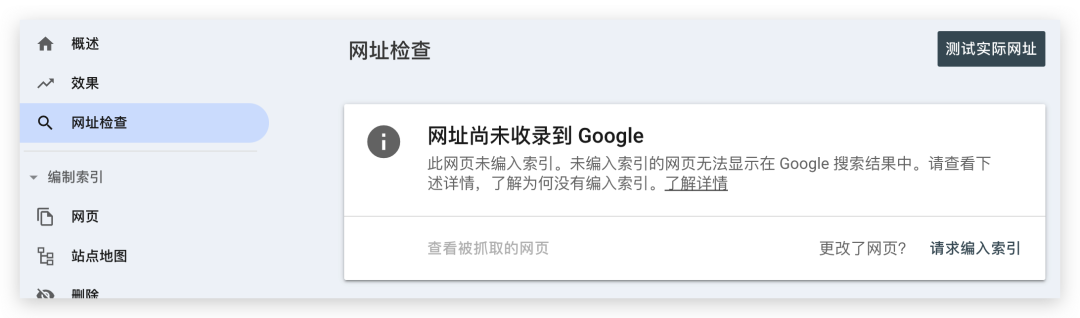 概述
效果
网址检查
编制索引
网页
站点地图
删除
网址检查
测试实际网址
网址尚未收录到 Google
此网页未编入索引。未编入索引的网页无法显示在 Google 搜索结果中。请查看下
述详情，了解为何没有编入索引。了解详情
查看被抓取的网页
更改了网页？ 请求编入索引